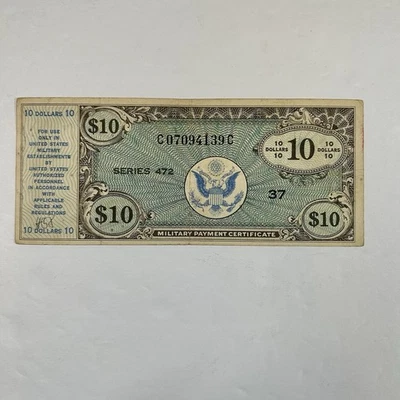 10 DOLLARS 10
FOR USE
ONLY IN
UNITED STATES
MILITARY
ESTABLISHMENTS
BY
UNITED STATES
AUTHORIZED
PERSONNEL
IN ACCORDANCE
WITH
APPLICABLE
RULES AND
REGULATIONS
10 DOLLARS 10
$10
C07094139C
SERIES 472
37
10
DOLLARS
10
10
10
DOLLARS
10
$10
$10
MILITARY PAYMENT CERTIFICATE